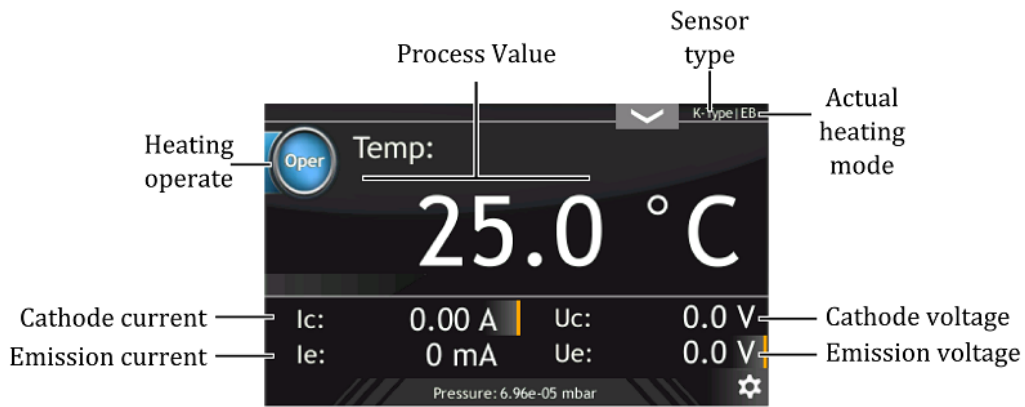 Sensor
type
Process Value
Actual
heating
mode
K-Type|EB
Heating
operate
Oper
Temp:
25.0 °C
Cathode current
Ic: 0.00 A
Uc: 0.0 V
Cathode voltage
Emission current
Ie: 0 mA
Ue: 0.0 V
Emission voltage
Pressure: 6.96e-05 mbar